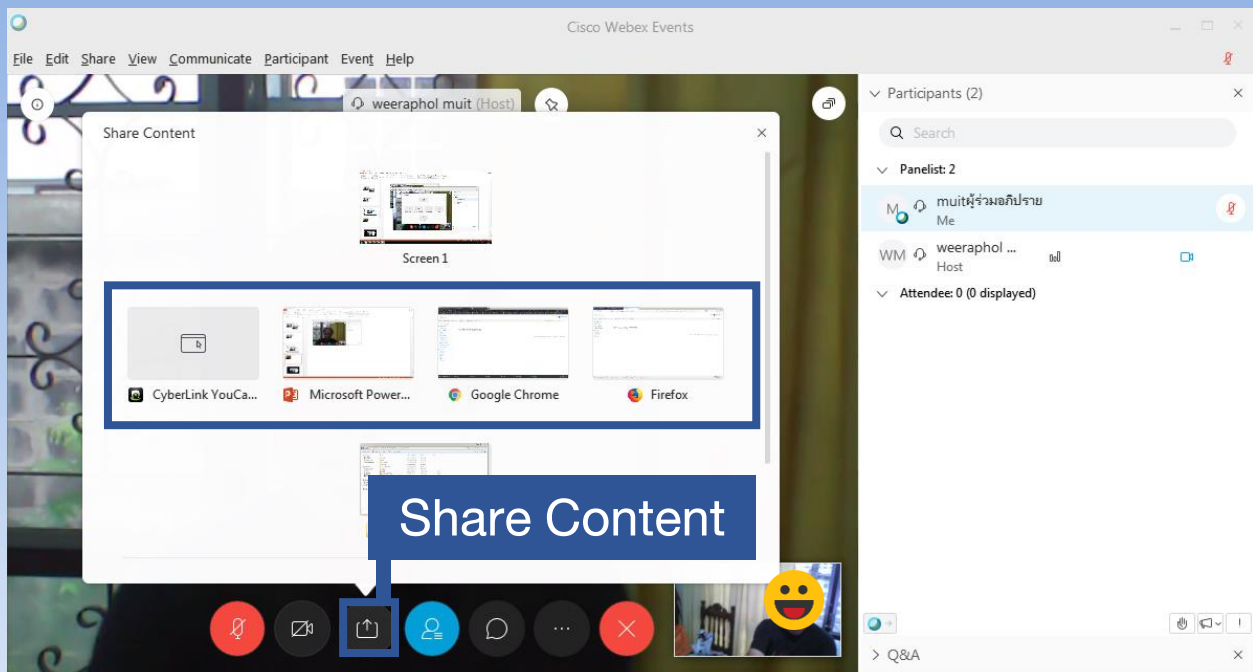 Cisco Webex Events
File Edit Share View Communicate Participant Event Help
weeraphol muit (Host)
Share Content
Screen 1
CyberLink YouCa...
Microsoft Power...
Google Chrome
Firefox
Share Content
Participants (2)
Search
Panelist: 2
M
muitผู้ร่วมอภิปราย
Me
WM
weeraphol ...
Host
Attendee: 0 (0 displayed)
Q&A